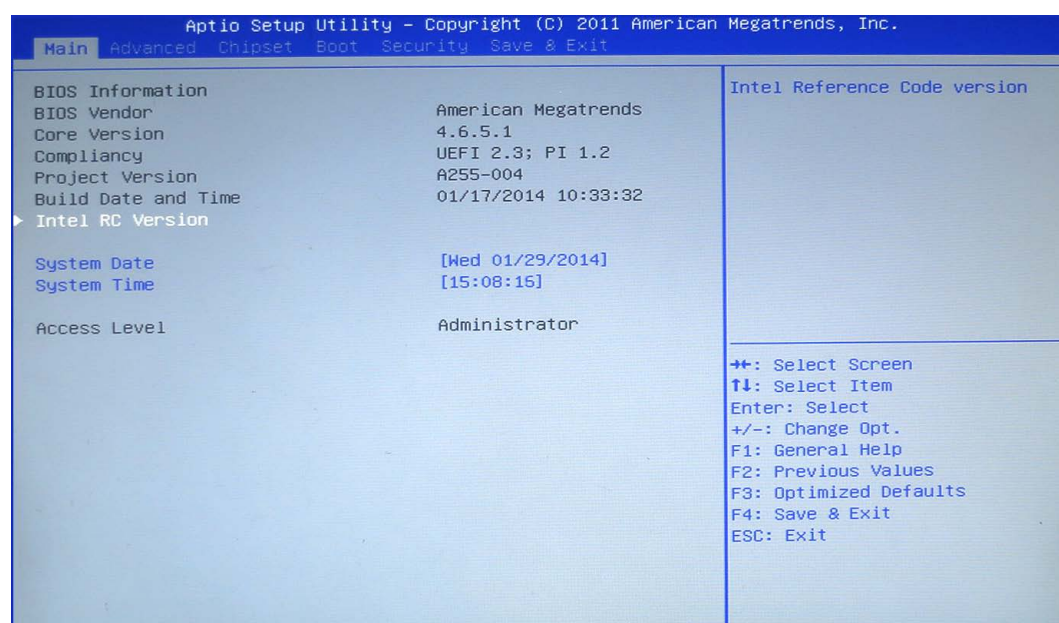 Aptio Setup Utility – Copyright (C) 2011 American Megatrends, Inc.
Main Advanced Chipset Boot Security Save & Exit
BIOS Information
BIOS Vendor American Megatrends
Core Version 4.6.5.1
Compliancy UEFI 2.3; PI 1.2
Project Version A255-004
Build Date and Time 01/17/2014 10:33:32
Intel RC Version
System Date [Wed 01/29/2014]
System Time [15:08:16]
Access Level Administrator
Intel Reference Code version
→←: Select Screen
↑↓: Select Item
Enter: Select
+/-: Change Opt.
F1: General Help
F2: Previous Values
F3: Optimized Defaults
F4: Save & Exit
ESC: Exit